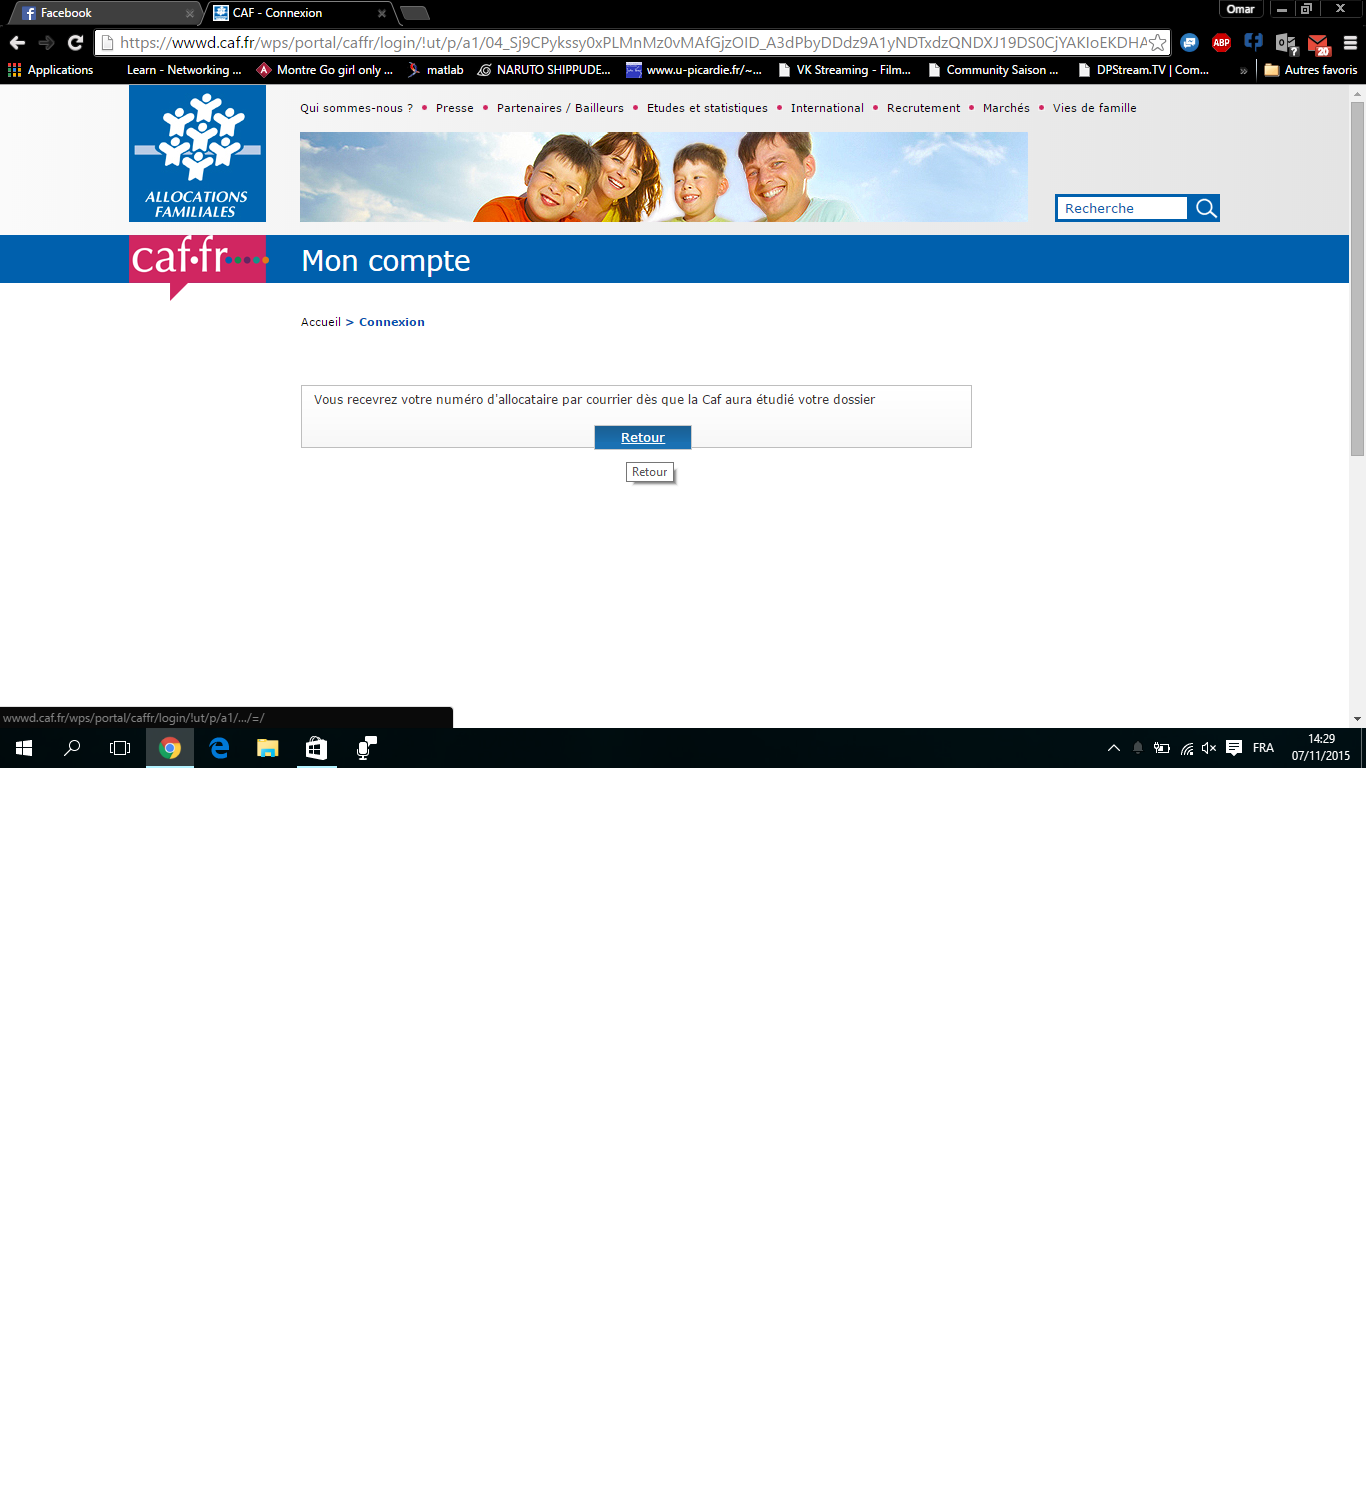 Facebook
CAF - Connexion
Omar
https://wwwd.caf.fr/wps/portal/caffr/login/!ut/p/a1/04_Sj9CPykssy0xPLMnMz0vMAfGjzOID_A3dPbyDDdz9A1yNDTxdzQNDXJ19DS0CjYAKIoEKDHA
ABP
?
20
Applications
Learn - Networking ...
Montre Go girl only ...
matlab
NARUTO SHIPPUDE...
www.u-picardie.fr/~...
VK Streaming - Film...
Community Saison ...
DPStream.TV | Com...
»
Autres favoris
Qui sommes-nous ? • Presse • Partenaires / Bailleurs • Etudes et statistiques • International • Recrutement • Marchés • Vies de famille
ALLOCATIONS
FAMILIALES
Recherche
caf.fr
Mon compte
Accueil > Connexion
Vous recevrez votre numéro d'allocataire par courrier dès que la Caf aura étudié votre dossier
Retour
Retour
wwwd.caf.fr/wps/portal/caffr/login/!ut/p/a1/.../=/
FRA
14:29
07/11/2015